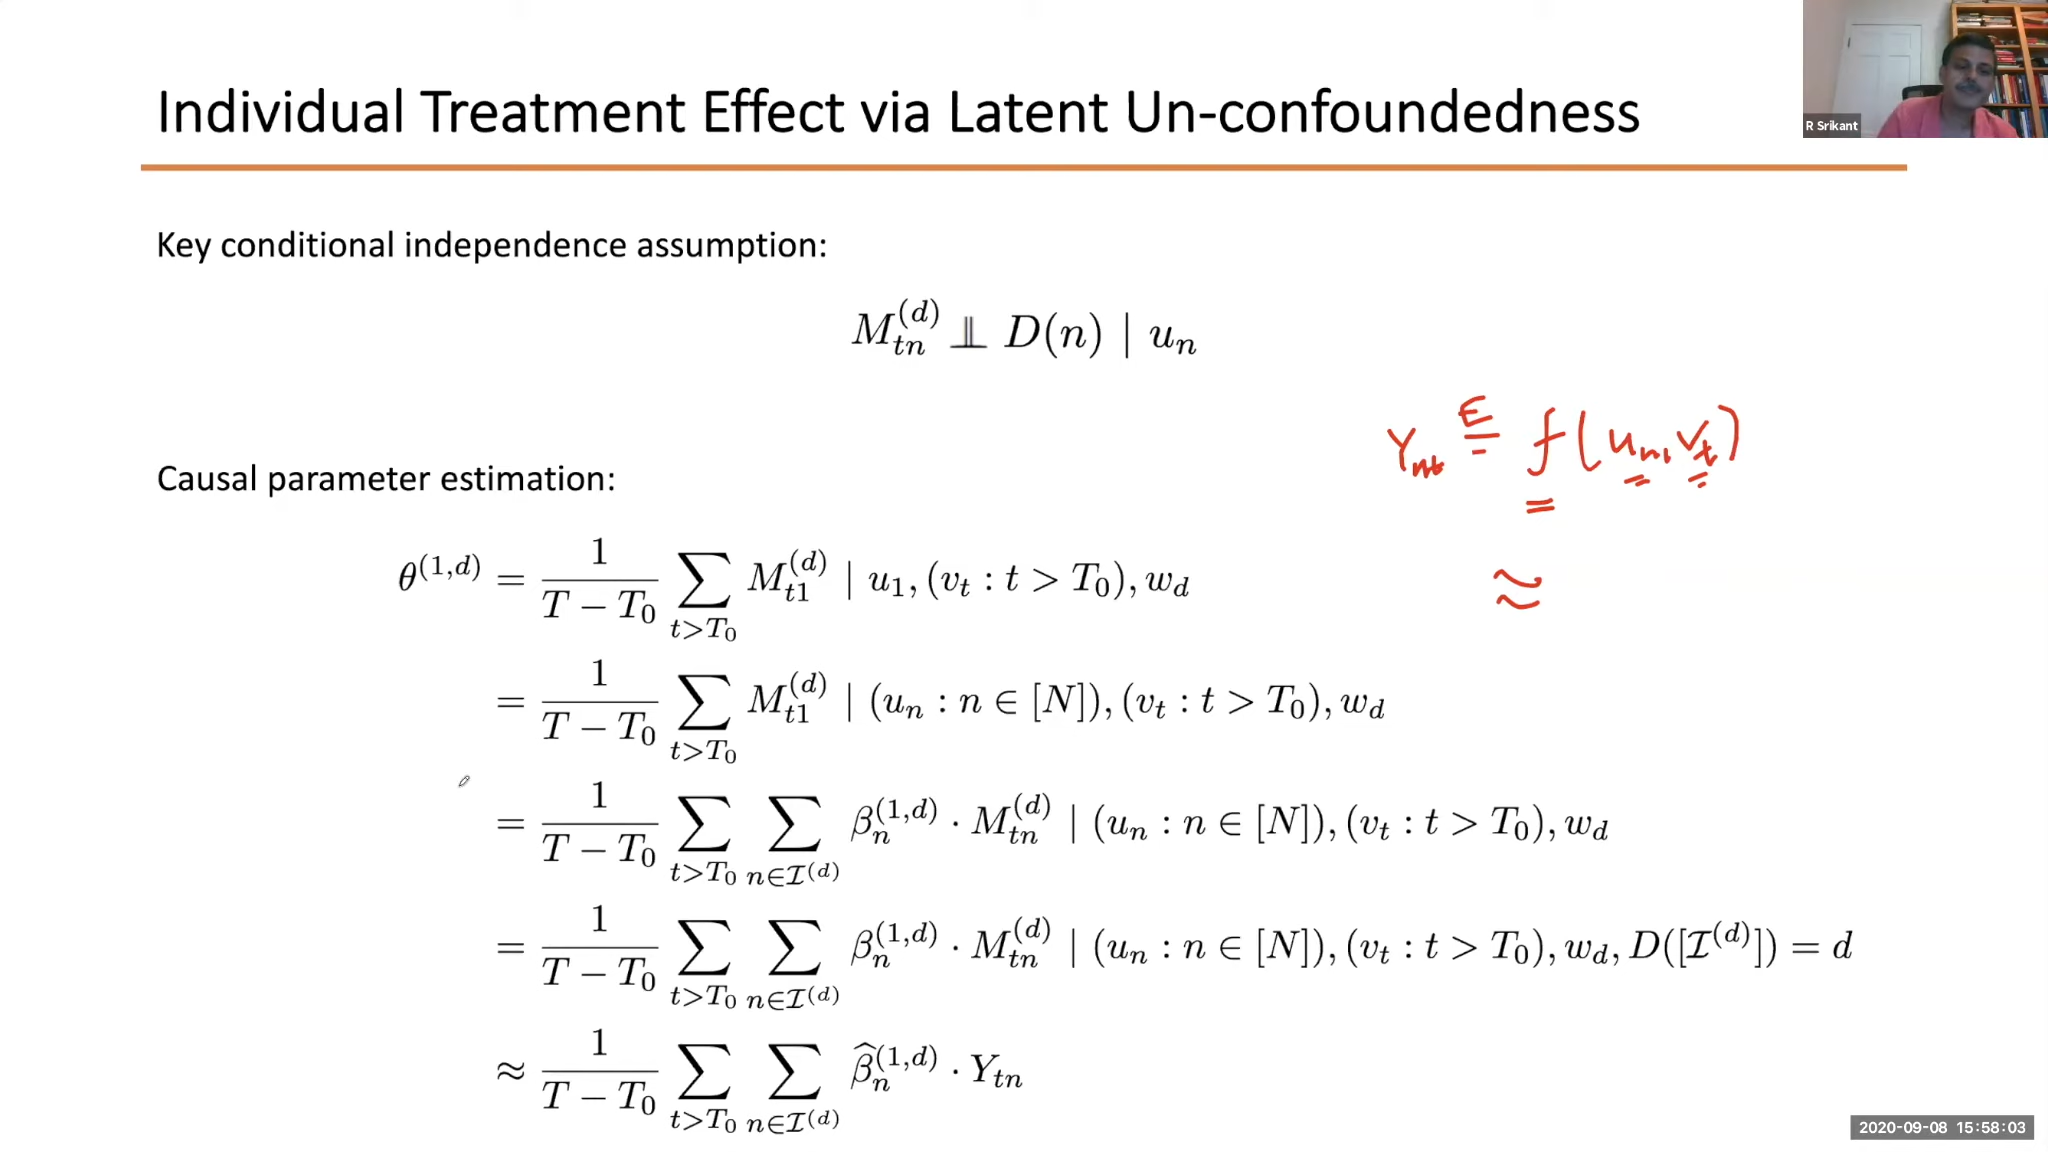 Individual Treatment Effect via Latent Un-confoundedness
R Srikant
Key conditional independence assumption:
M_{tn}^{(d)} ⫫ D(n) | u_n
Y_{nt} \stackrel{E}{=} f(u_n, v_t)
≈
Causal parameter estimation:
θ^{(1,d)} = \frac{1}{T − T_0} \sum_{t>T_0} M_{t1}^{(d)} | u_1, (v_t : t > T_0), w_d
= \frac{1}{T − T_0} \sum_{t>T_0} M_{t1}^{(d)} | (u_n : n ∈ [N]), (v_t : t > T_0), w_d
= \frac{1}{T − T_0} \sum_{t>T_0} \sum_{n∈\mathcal{I}^{(d)}} β_n^{(1,d)} · M_{tn}^{(d)} | (u_n : n ∈ [N]), (v_t : t > T_0), w_d
= \frac{1}{T − T_0} \sum_{t>T_0} \sum_{n∈\mathcal{I}^{(d)}} β_n^{(1,d)} · M_{tn}^{(d)} | (u_n : n ∈ [N]), (v_t : t > T_0), w_d, D([\mathcal{I}^{(d)}]) = d
≈ \frac{1}{T − T_0} \sum_{t>T_0} \sum_{n∈\mathcal{I}^{(d)}} \widehat{β}_n^{(1,d)} · Y_{tn}
2020-09-08 15:58:03